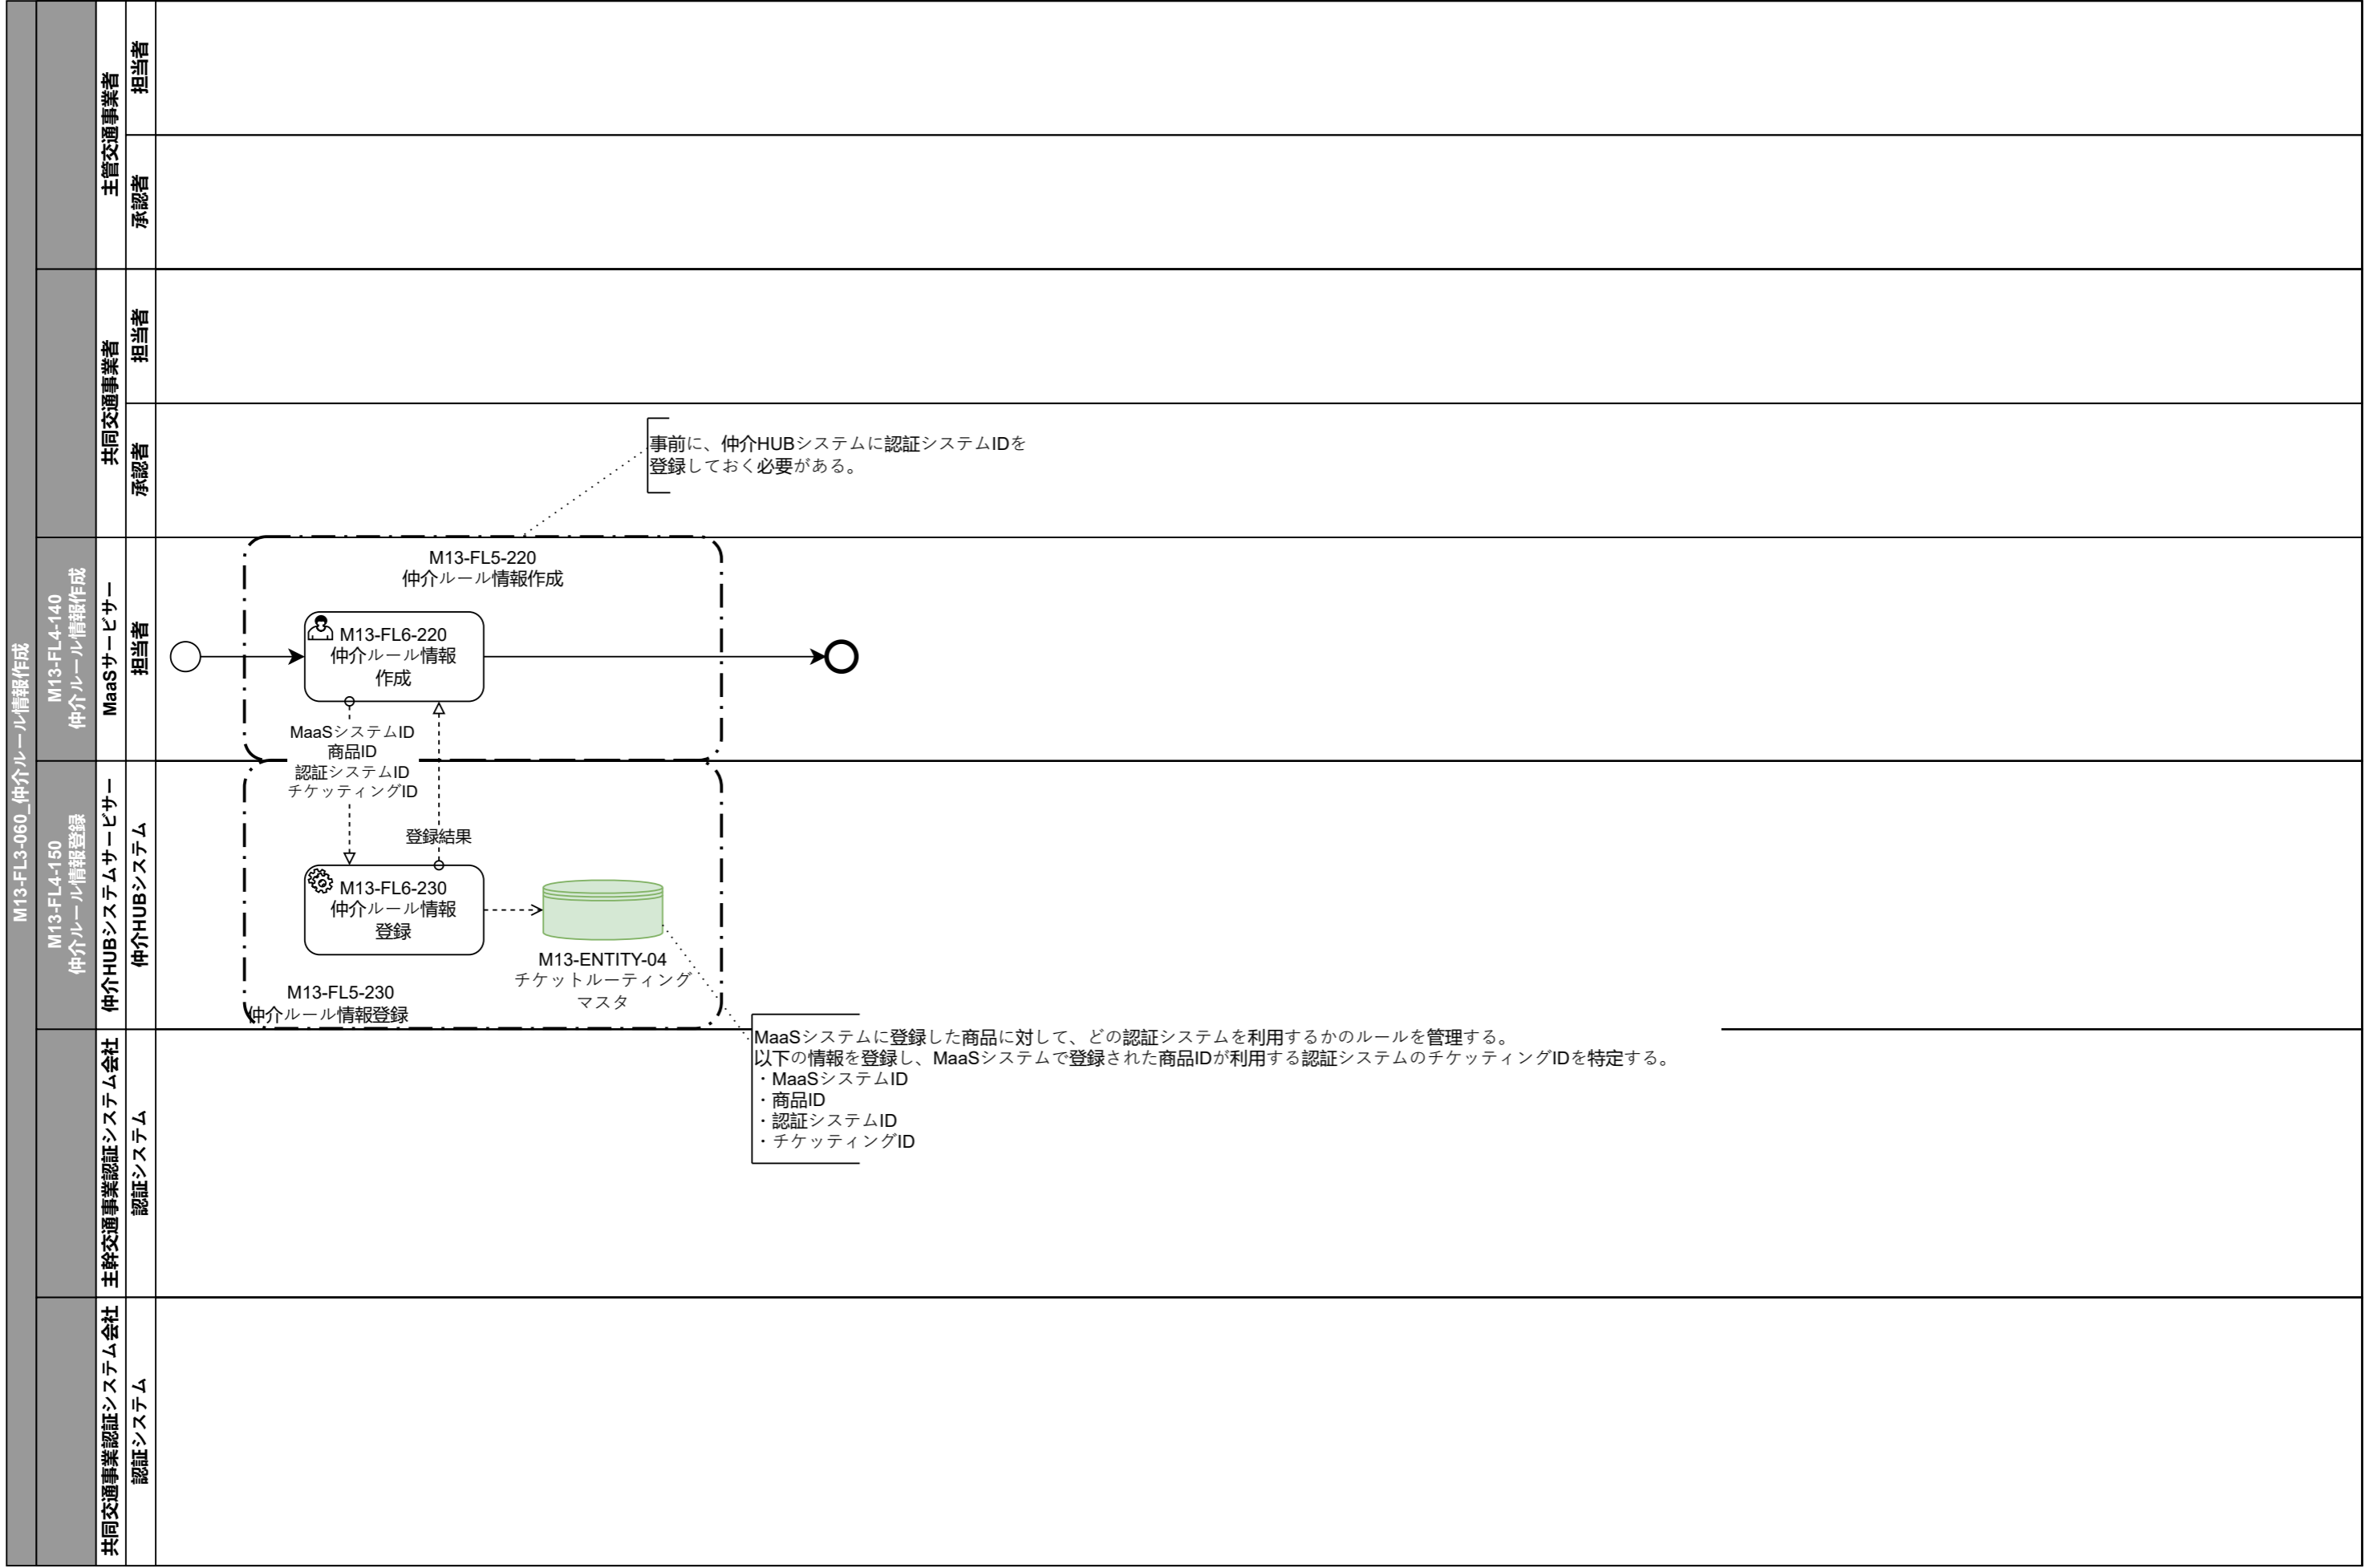 M13-FL3-060_仲介ルール情報作成
主管交通事業者
担当者
承認者
共同交通事業者
担当者
承認者
事前に、仲介HUBシステムに認証システムIDを
登録しておく必要がある。
M13-FL4-140
仲介ルール情報作成
MaaSサービサー
担当者
M13-FL5-220
仲介ルール情報作成
M13-FL6-220
仲介ルール情報
作成
MaaSシステムID
商品ID
認証システムID
チケッティングID
登録結果
M13-FL4-150
仲介ルール情報登録
仲介HUBシステムサービサー
仲介HUBシステム
M13-FL6-230
仲介ルール情報
登録
M13-ENTITY-04
チケットルーティング
マスタ
M13-FL5-230
仲介ルール情報登録
MaaSシステムに登録した商品に対して、どの認証システムを利用するかのルールを管理する。
以下の情報を登録し、MaaSシステムで登録された商品IDが利用する認証システムのチケッティングIDを特定する。
・MaaSシステムID
・商品ID
・認証システムID
・チケッティングID
主幹交通事業認証システム会社
認証システム
共同交通事業認証システム会社
認証システム